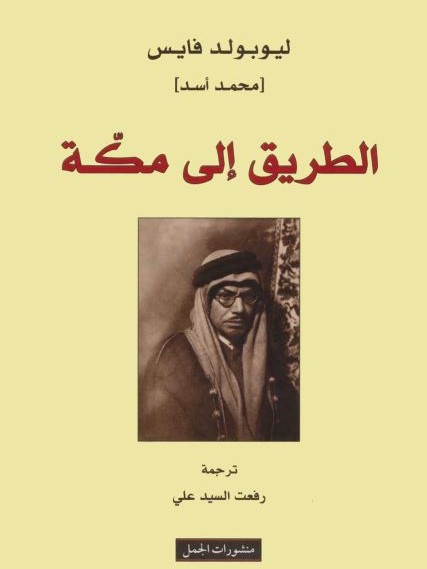 ليوبولد فايس
[محمد أسد]
الطريق إلى مكّة
ترجمة
رفعت السيد علي
منشورات الجمل